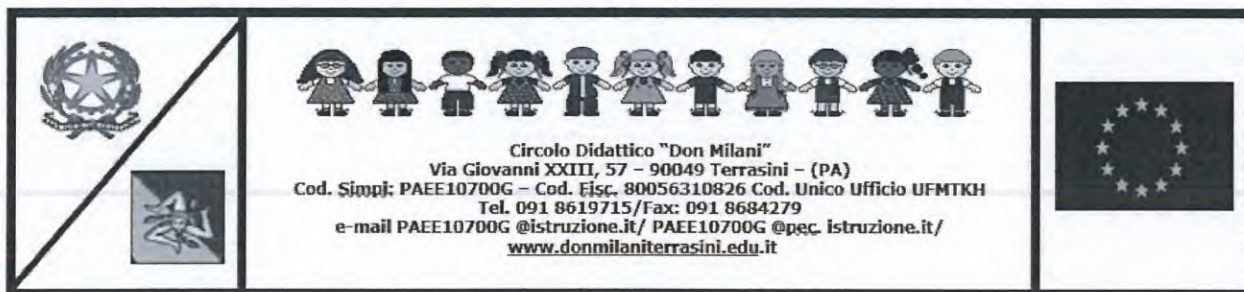 Circolo Didattico “Don Milani”
Via Giovanni XXIII, 57 – 90049 Terrasini – (PA)
Cod. Simpi: PAEE10700G – Cod. Fisc. 80056310826 Cod. Unico Ufficio UFMTKH
Tel. 091 8619715/Fax: 091 8684279
e-mail PAEE10700G @istruzione.it/ PAEE10700G @pec. istruzione.it/
www.donmilaniterrasini.edu.it